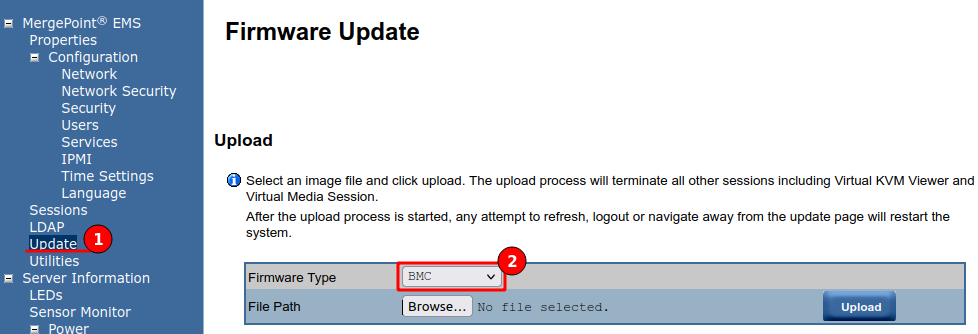 MergePoint® EMS
Properties
Configuration
Network
Network Security
Security
Users
Services
IPMI
Time Settings
Language
Sessions
LDAP
Update
1
Utilities
Server Information
LEDs
Sensor Monitor
Power
Firmware Update
Upload
Select an image file and click upload. The upload process will terminate all other sessions including Virtual KVM Viewer and
Virtual Media Session.
After the upload process is started, any attempt to refresh, logout or navigate away from the update page will restart the
system.
2
Firmware Type BMC
File Path Browse... No file selected. Upload